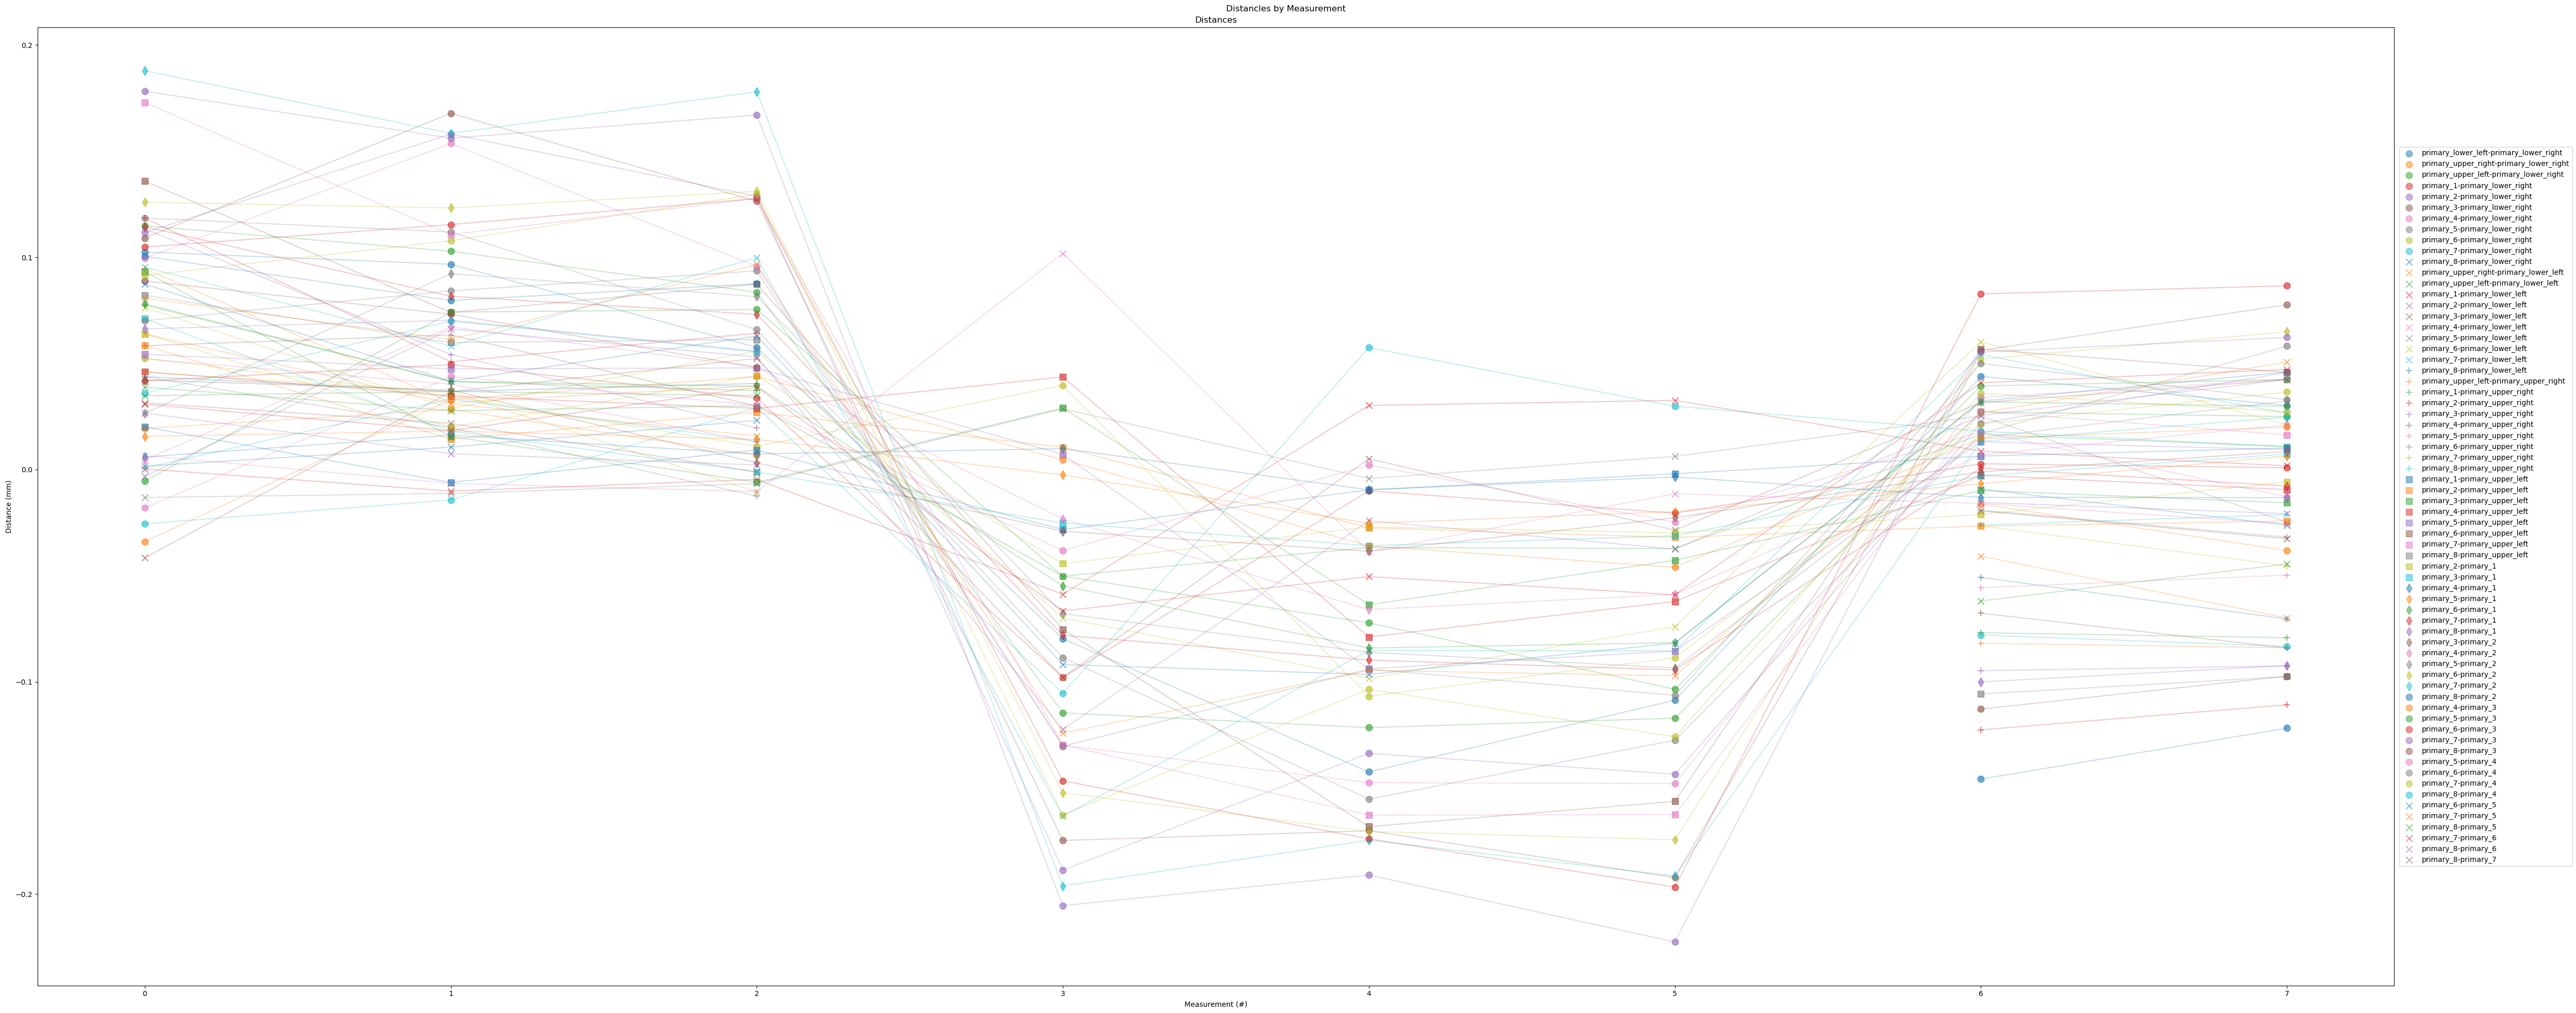 Distancles by Measurement
Distances
0.2
0.1
0.0
−0.1
−0.2
Distance (mm)
0
1
2
3
4
5
6
7
Measurement (#)
primary_lower_left-primary_lower_right
primary_upper_right-primary_lower_right
primary_upper_left-primary_lower_right
primary_1-primary_lower_right
primary_2-primary_lower_right
primary_3-primary_lower_right
primary_4-primary_lower_right
primary_5-primary_lower_right
primary_6-primary_lower_right
primary_7-primary_lower_right
primary_8-primary_lower_right
primary_upper_right-primary_lower_left
primary_upper_left-primary_lower_left
primary_1-primary_lower_left
primary_2-primary_lower_left
primary_3-primary_lower_left
primary_4-primary_lower_left
primary_5-primary_lower_left
primary_6-primary_lower_left
primary_7-primary_lower_left
primary_8-primary_lower_left
primary_upper_left-primary_upper_right
primary_1-primary_upper_right
primary_2-primary_upper_right
primary_3-primary_upper_right
primary_4-primary_upper_right
primary_5-primary_upper_right
primary_6-primary_upper_right
primary_7-primary_upper_right
primary_8-primary_upper_right
primary_1-primary_upper_left
primary_2-primary_upper_left
primary_3-primary_upper_left
primary_4-primary_upper_left
primary_5-primary_upper_left
primary_6-primary_upper_left
primary_7-primary_upper_left
primary_8-primary_upper_left
primary_2-primary_1
primary_3-primary_1
primary_4-primary_1
primary_5-primary_1
primary_6-primary_1
primary_7-primary_1
primary_8-primary_1
primary_3-primary_2
primary_4-primary_2
primary_5-primary_2
primary_6-primary_2
primary_7-primary_2
primary_8-primary_2
primary_4-primary_3
primary_5-primary_3
primary_6-primary_3
primary_7-primary_3
primary_8-primary_3
primary_5-primary_4
primary_6-primary_4
primary_7-primary_4
primary_8-primary_4
primary_6-primary_5
primary_7-primary_5
primary_8-primary_5
primary_7-primary_6
primary_8-primary_6
primary_8-primary_7